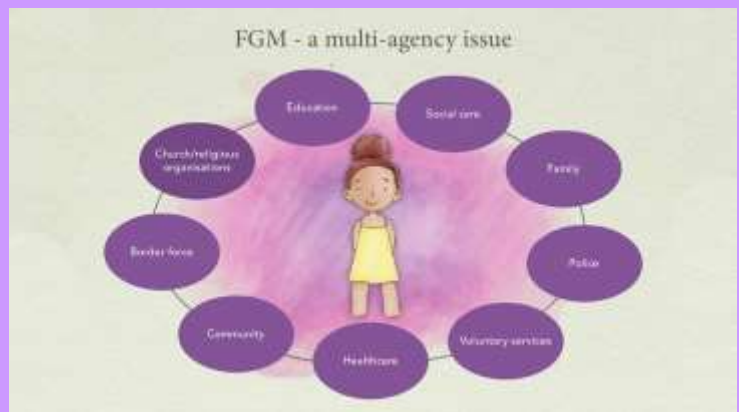 FGM - a multi-agency issue
Education
Social care
Family
Police
Voluntary services
Healthcare
Community
Border force
Church/religious
organisations